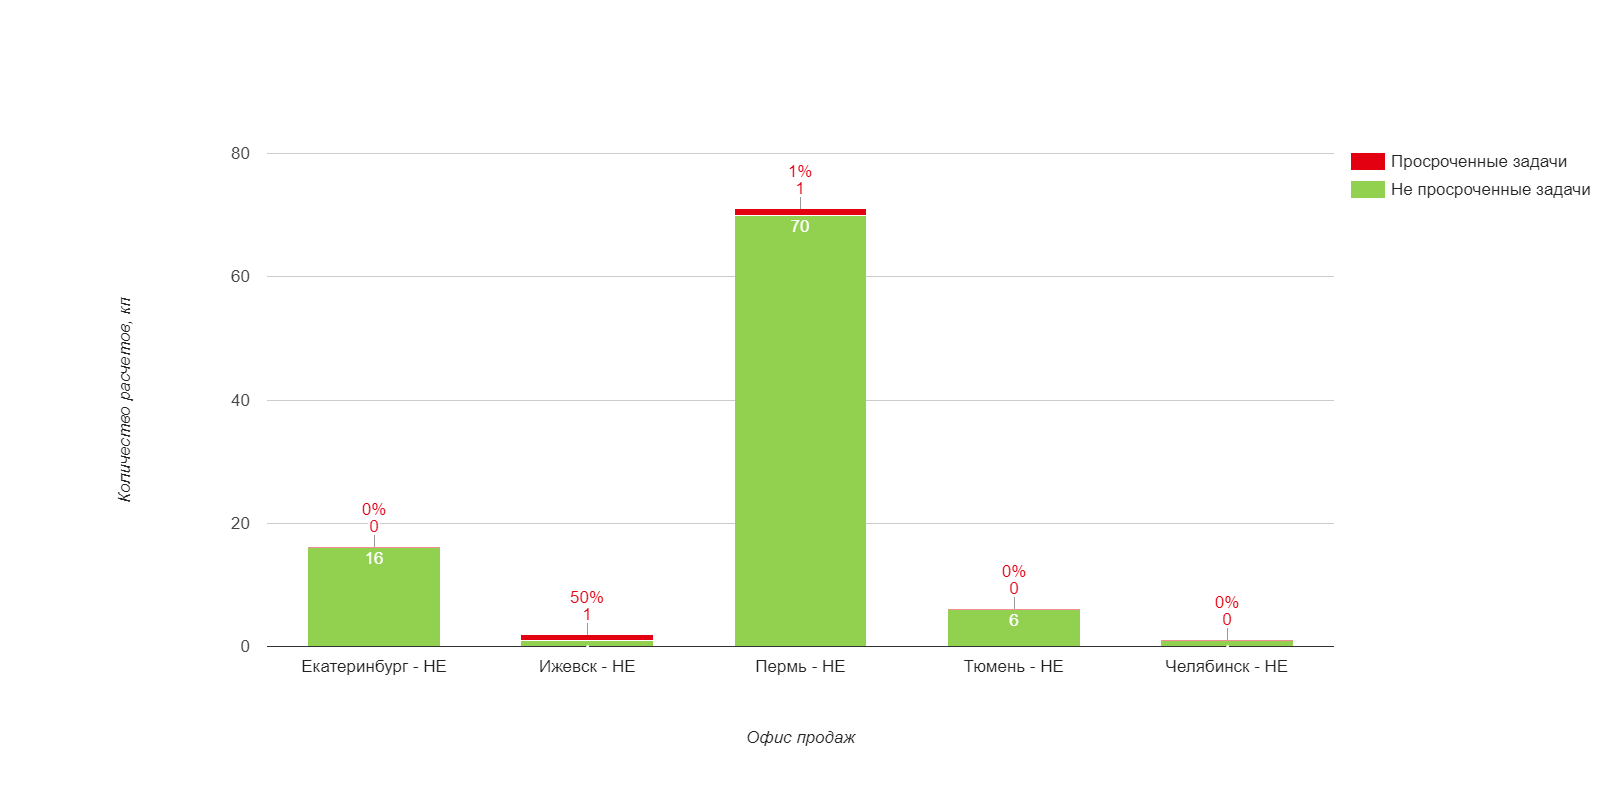 80
60
40
20
0
Количество расчетов, кп
0%
0
16
50%
1
1%
1
70
0%
0
6
0%
0
Екатеринбург - НЕ
Ижевск - НЕ
Пермь - НЕ
Тюмень - НЕ
Челябинск - НЕ
Офис продаж
Просроченные задачи
Не просроченные задачи